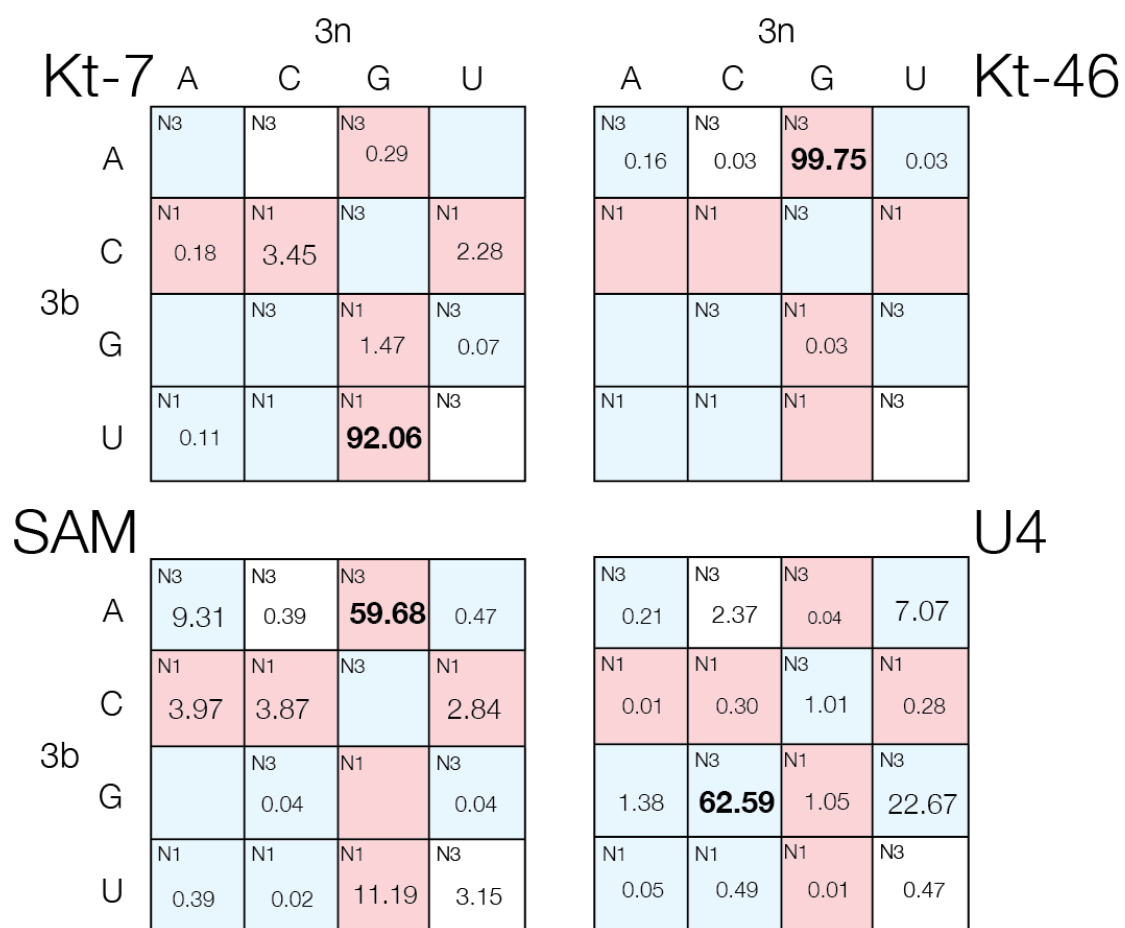 3n 3n
Kt-7 A C G U A C G U Kt-46
N3 N3 N3 N3 N3 N3
A 0.29 0.16 0.03 99.75 0.03
N1 N1 N3 N1 N1 N1 N3 N1
C 0.18 3.45 2.28
3b
N3 N1 N3 N3 N1 N3
G 1.47 0.07 0.03
N1 N1 N1 N3 N1 N1 N1 N3
U 0.11 92.06
SAM U4
N3 N3 N3 N3 N3 N3
A 9.31 0.39 59.68 0.47 0.21 2.37 0.04 7.07
N1 N1 N3 N1 N1 N1 N3 N1
C 3.97 3.87 2.84 0.01 0.30 1.01 0.28
3b
N3 N1 N3 N3 N1 N3
G 0.04 0.04 1.38 62.59 1.05 22.67
N1 N1 N1 N3 N1 N1 N1 N3
U 0.39 0.02 11.19 3.15 0.05 0.49 0.01 0.47